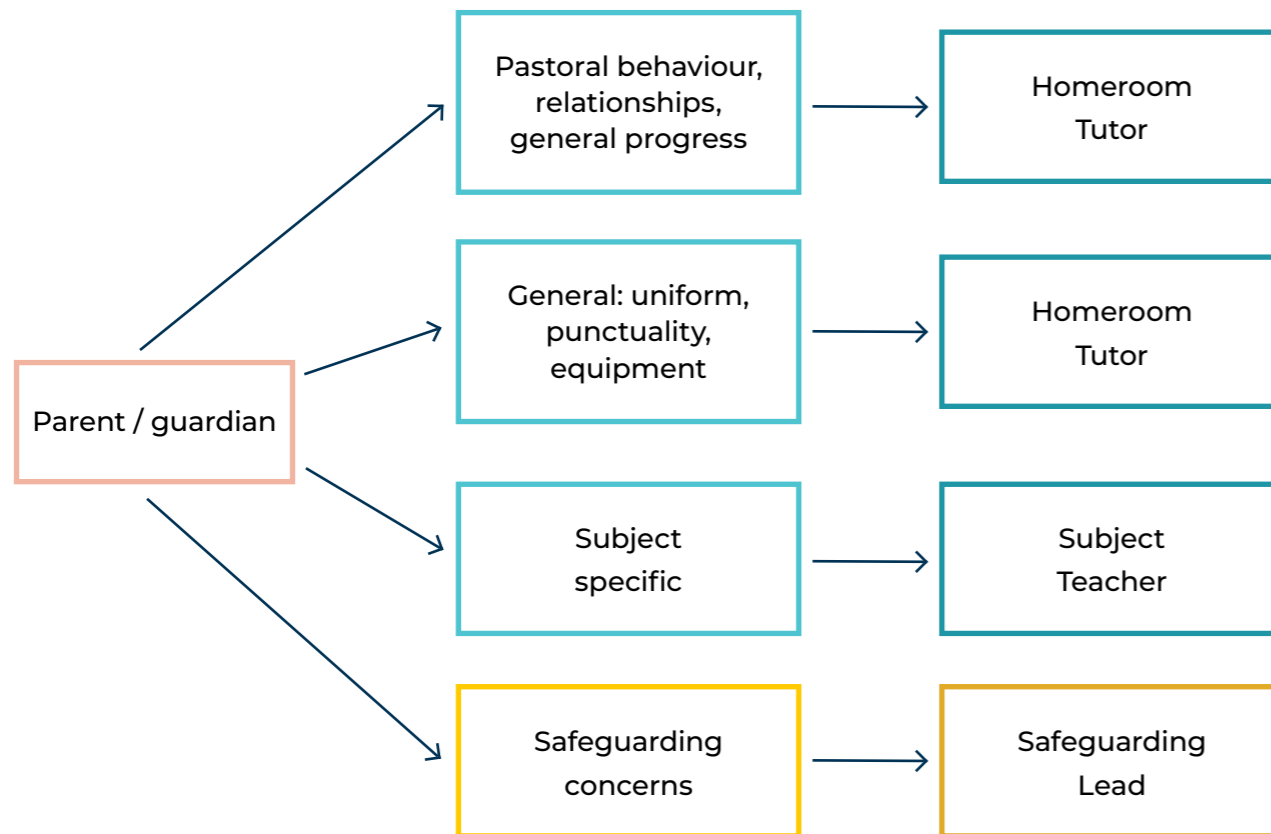 Parent / guardian
Pastoral behaviour,
relationships,
general progress
Homeroom
Tutor
General: uniform,
punctuality,
equipment
Homeroom
Tutor
Subject
specific
Subject
Teacher
Safeguarding
concerns
Safeguarding
Lead